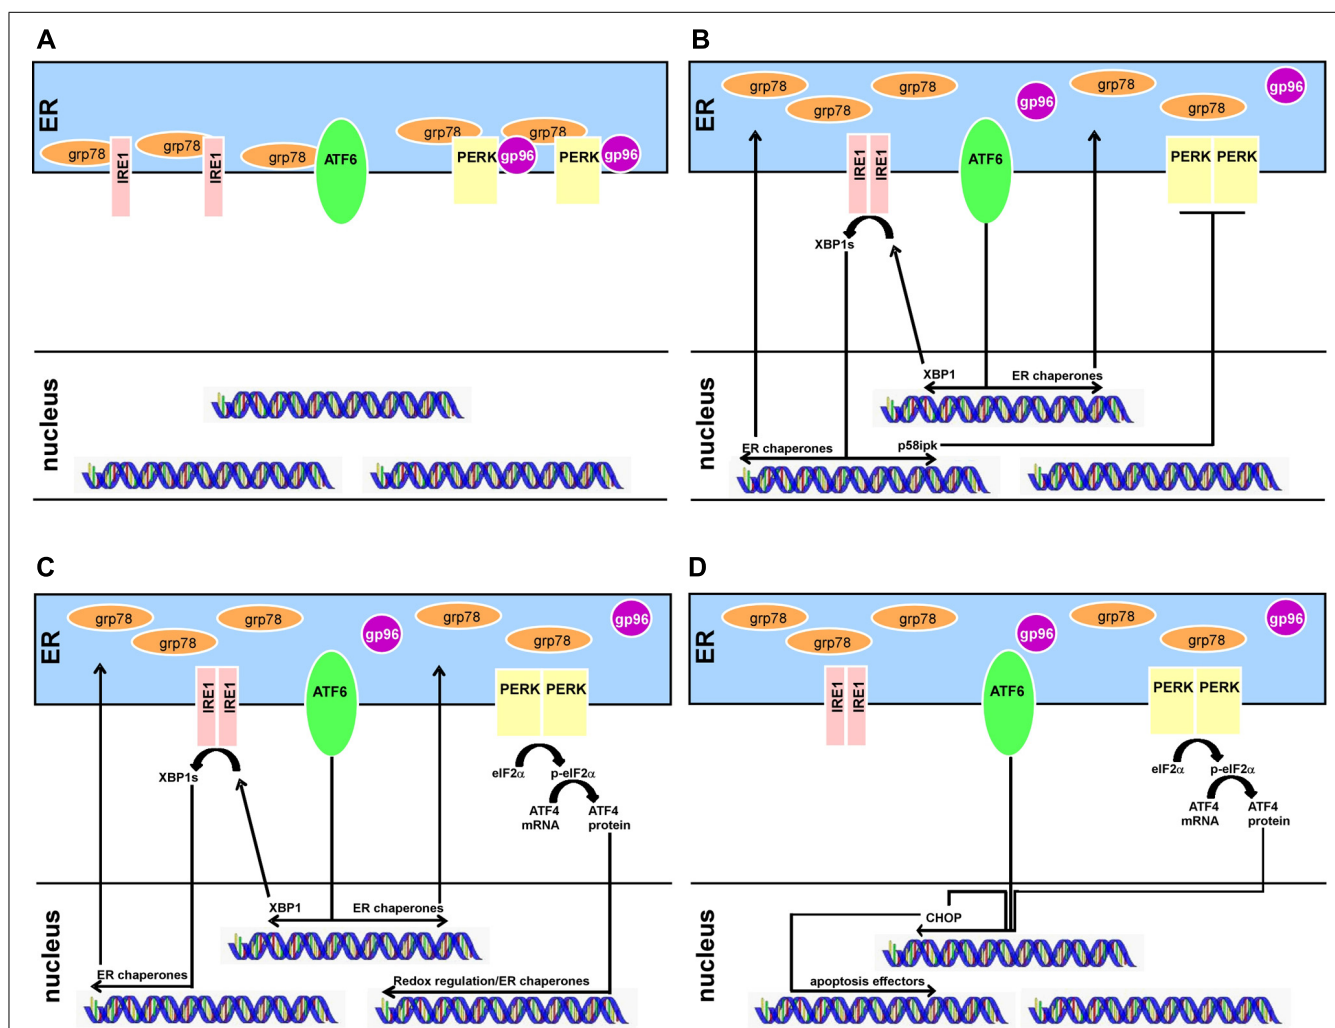 A
ER
grp78
grp78
grp78
grp78
grp78
IRE1
IRE1
ATF6
PERK
gp96
PERK
gp96
nucleus
B
ER
grp78
grp78
grp78
gp96
grp78
grp78
gp96
IRE1
IRE1
ATF6
PERK
PERK
XBP1s
XBP1
ER chaperones
nucleus
ER chaperones
p58ipk
C
ER
grp78
grp78
grp78
gp96
grp78
grp78
gp96
IRE1
IRE1
ATF6
PERK
PERK
XBP1s
eIF2α
p-eIF2α
ATF4
mRNA
ATF4
protein
nucleus
XBP1
ER chaperones
ER chaperones
Redox regulation/ER chaperones
D
ER
grp78
grp78
grp78
gp96
grp78
grp78
gp96
IRE1
IRE1
ATF6
PERK
PERK
eIF2α
p-eIF2α
ATF4
mRNA
ATF4
protein
nucleus
CHOP
apoptosis effectors